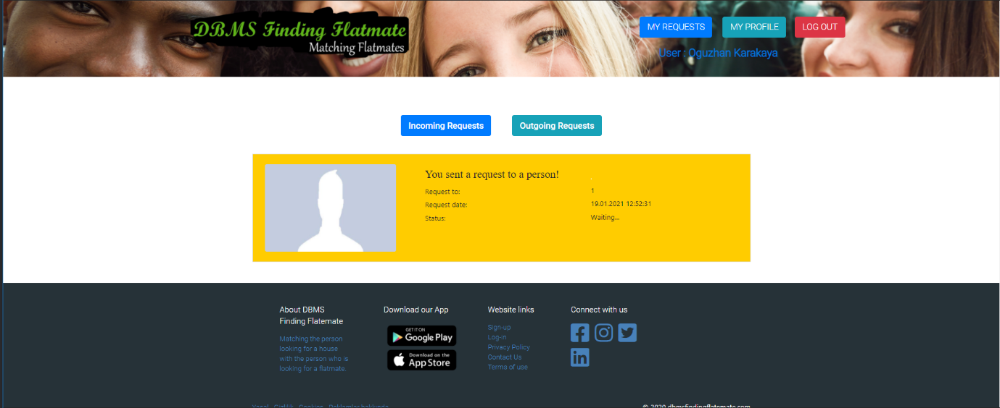 DBMS Finding Flatmate
Matching Flatmates
MY REQUESTS
MY PROFILE
LOG OUT
User : Oguzhan Karakaya
Incoming Requests
Outgoing Requests
You sent a request to a person!
Request to: 1
Request date: 19.01.2021 12:52:31
Status: Waiting...
About DBMS
Finding Flatemate
Matching the person
looking for a house
with the person who is
looking for a flatmate.
Download our App
GET IT ON
Google Play
Download on the
App Store
Website links
Sign-up
Log-in
Privacy Policy
Contact Us
Terms of use
Connect with us
Yasal Gizlilik Cookies Reklamlar hakkında
© 2020 dbmsfindingflatemate.com